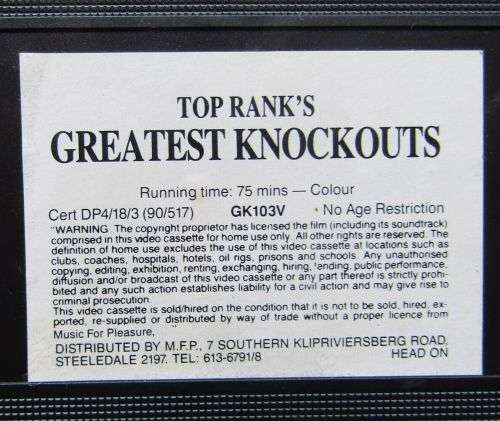 TOP RANK'S
GREATEST KNOCKOUTS
Running time: 75 mins — Colour
Cert DP4/18/3 (90/517) GK103V · No Age Restriction
"WARNING. The copyright proprietor has licensed the film (including its soundtrack)
comprised in this video cassette for home use only. All other rights are reserved. The
definition of home use excludes the use of this video cassette at locations such as
clubs, coaches, hospitals, hotels, oil rigs, prisons and schools. Any unauthorised
copying, editing, exhibition, renting, exchanging, hiring, lending, public performance,
diffusion and/or broadcast of this video cassette or any part thereof is strictly prohi-
bited and any such action establishes liability for a civil action and may give rise to
criminal prosecution.
This video cassette is sold/hired on the condition that it is not to be sold, hired, ex-
ported, re-supplied or distributed by way of trade without a proper licence from
Music For Pleasure,
DISTRIBUTED BY M.F.P., 7 SOUTHERN KLIPRIVIERSBERG ROAD,
STEELEDALE 2197. TEL: 613-6791/8 HEAD ON